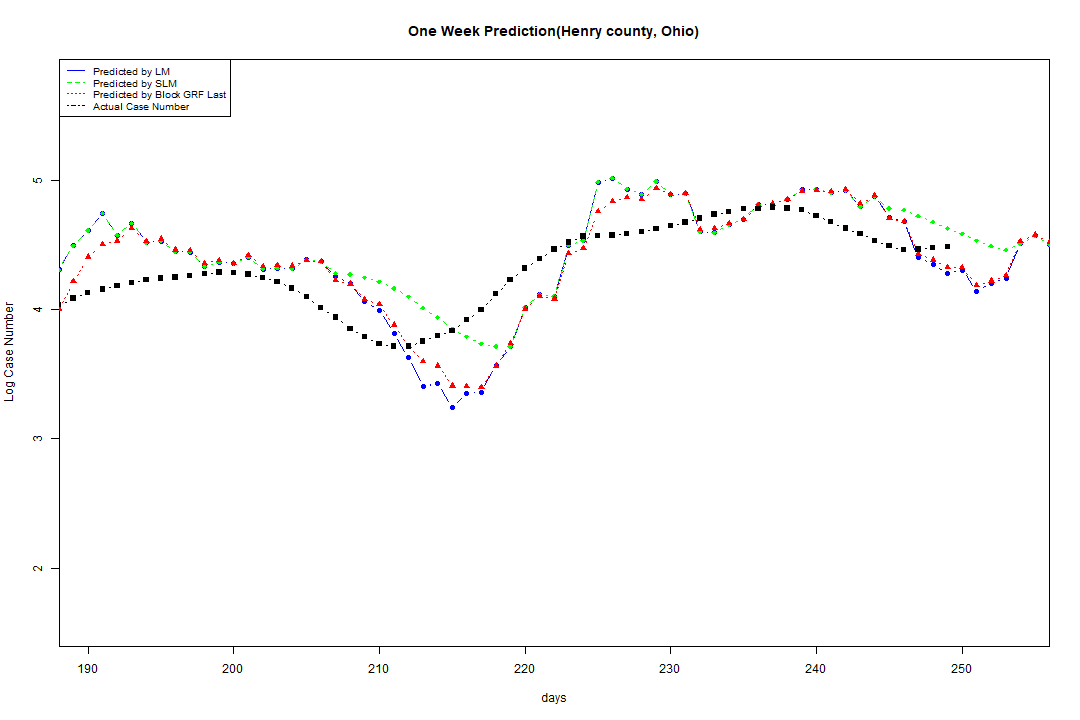 One Week Prediction(Henry county, Ohio)
Predicted by LM
Predicted by SLM
Predicted by Block GRF Last
Actual Case Number
Log Case Number
5
4
3
2
190 200 210 220 230 240 250
days